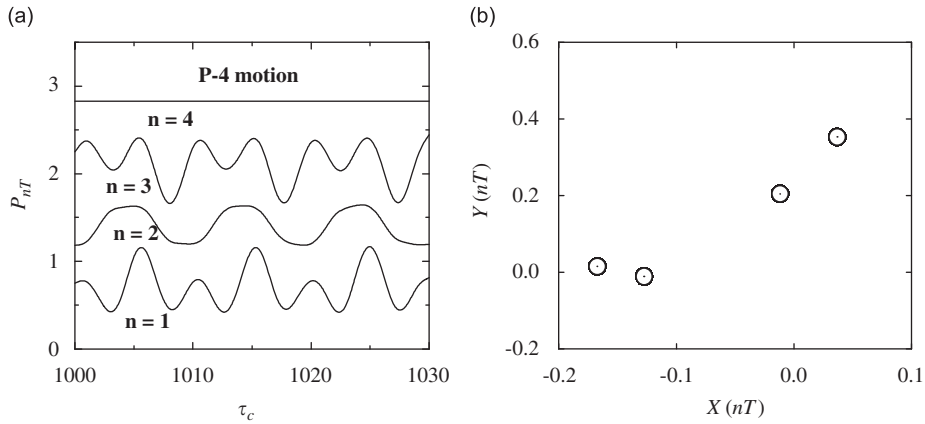 (a)
P-4 motion
n = 4
n = 3
n = 2
n = 1
3
2
1
0
P_nT
1000 1010 1020 1030
τ_c
(b)
0.6
0.4
0.2
0.0
-0.2
Y (nT)
-0.2 -0.1 0.0 0.1
X (nT)